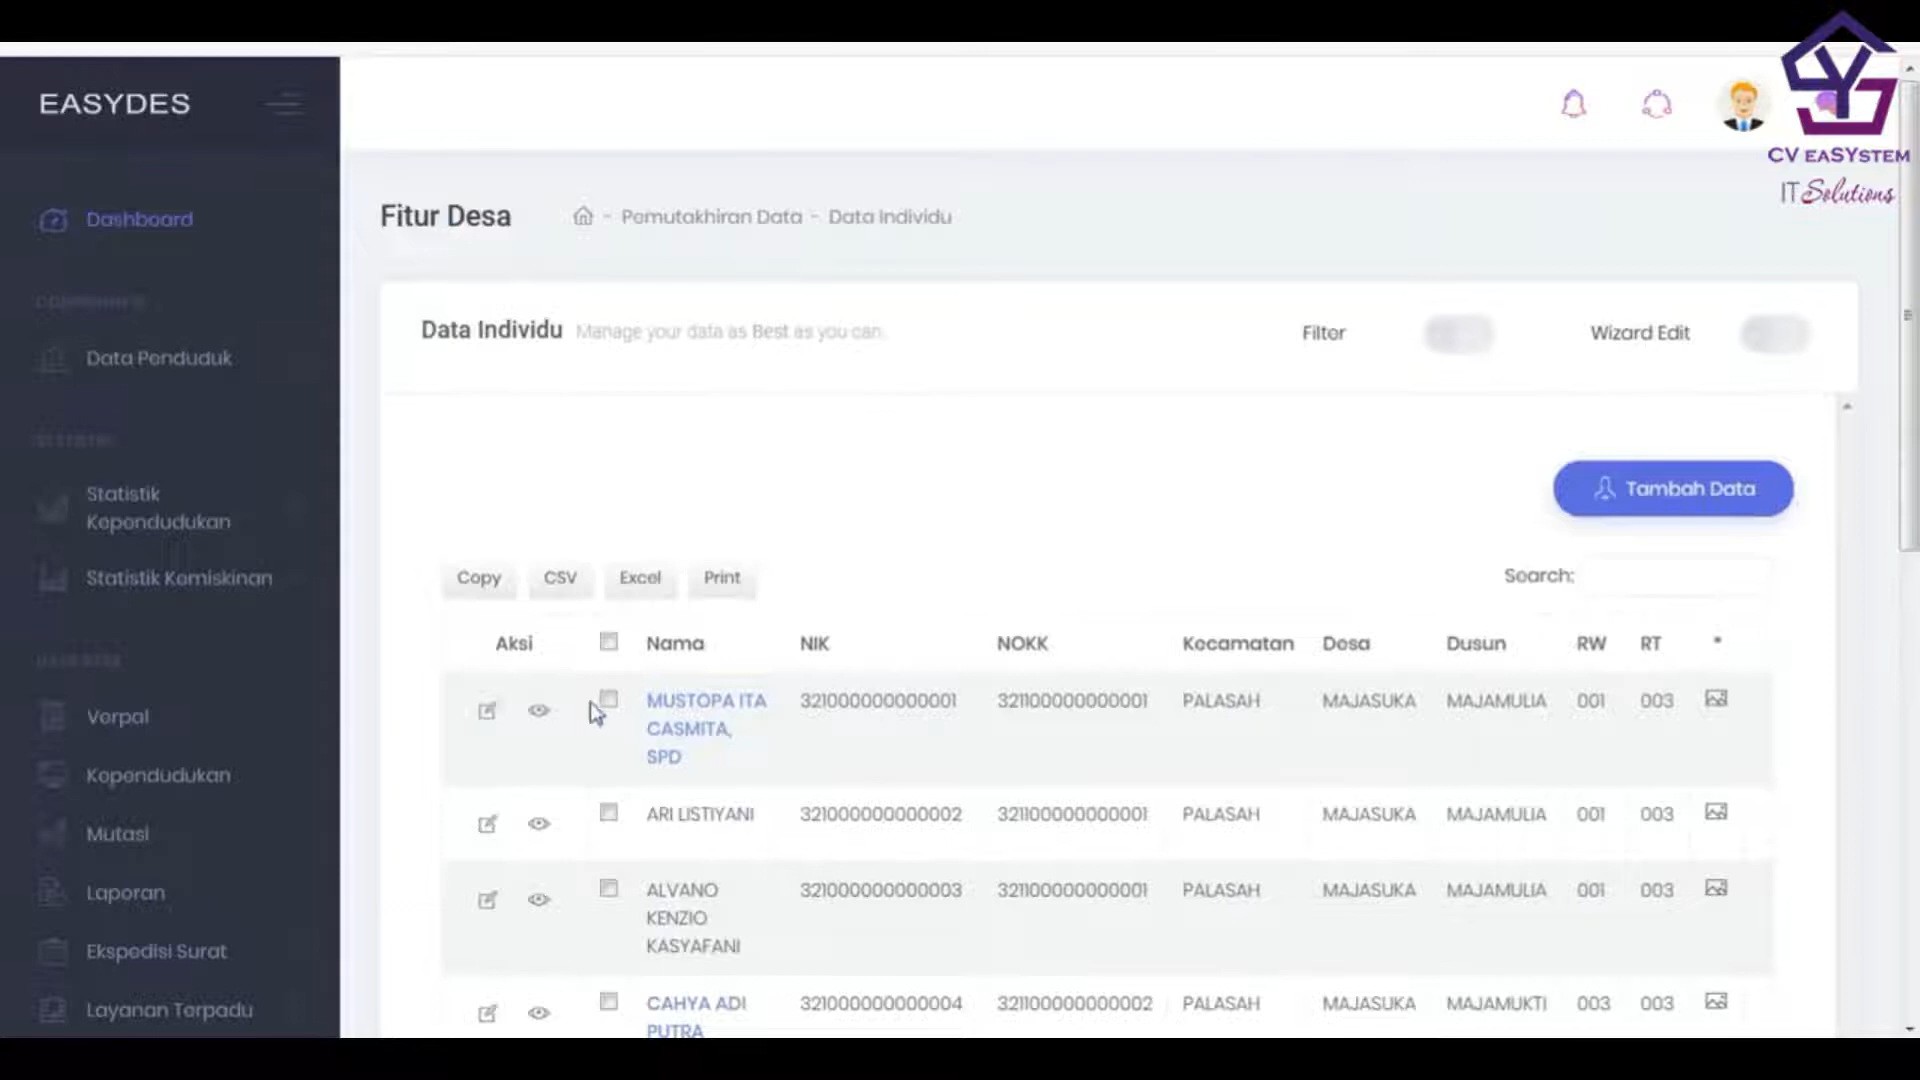 EASYDES
CV eaSYstem
IT Solutions
Dashboard
Data Penduduk
Statistik
Kependudukan
Statistik Kemiskinan
Verpal
Kependudukan
Mutasi
Laporan
Ekspedisi Surat
Layanan Terpadu
Fitur Desa - Pemutakhiran Data - Data Individu
Data Individu Manage your data as Best as you can. Filter Wizard Edit
Tambah Data
Copy CSV Excel Print Search:
Aksi Nama NIK NOKK Kecamatan Desa Dusun RW RT *
MUSTOPA ITA 321000000000001 321100000000001 PALASAH MAJASUKA MAJAMULIA 001 003
CASMITA,
SPD
ARI LISTIYANI 321000000000002 321100000000001 PALASAH MAJASUKA MAJAMULIA 001 003
ALVANO 321000000000003 321100000000001 PALASAH MAJASUKA MAJAMULIA 001 003
KENZIO
KASYAFANI
CAHYA ADI 321000000000004 321100000000002 PALASAH MAJASUKA MAJAMUKTI 003 003
PUTRA